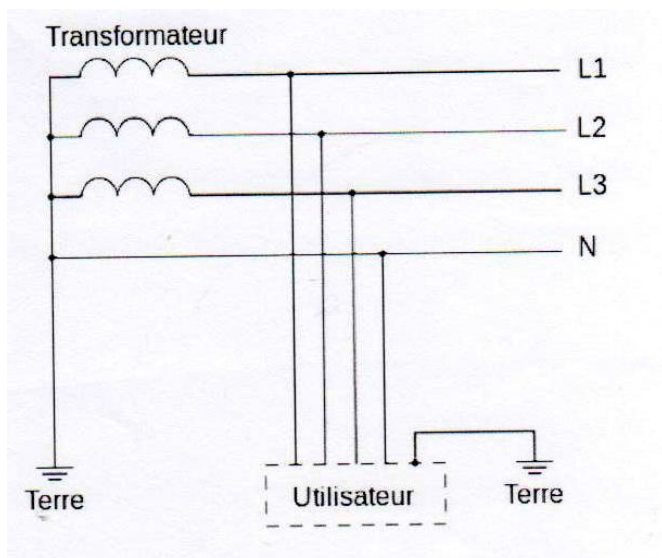 Transformateur
L1
L2
L3
N
Terre
Utilisateur
Terre